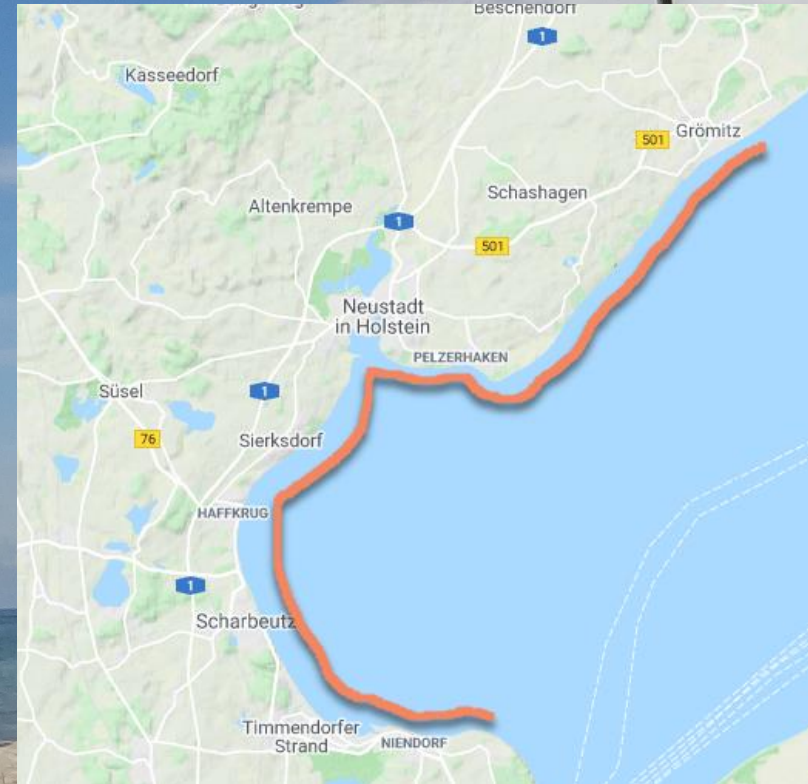 Beschendorf
1
Kasseedorf
501
Grömitz
Altenkrempe
1
Schashagen
501
Neustadt
in Holstein
PELZERHAKEN
Süsel
1
76
Sierksdorf
HAFFKRUG
1
Scharbeutz
Timmendorfer
Strand
NIENDORF